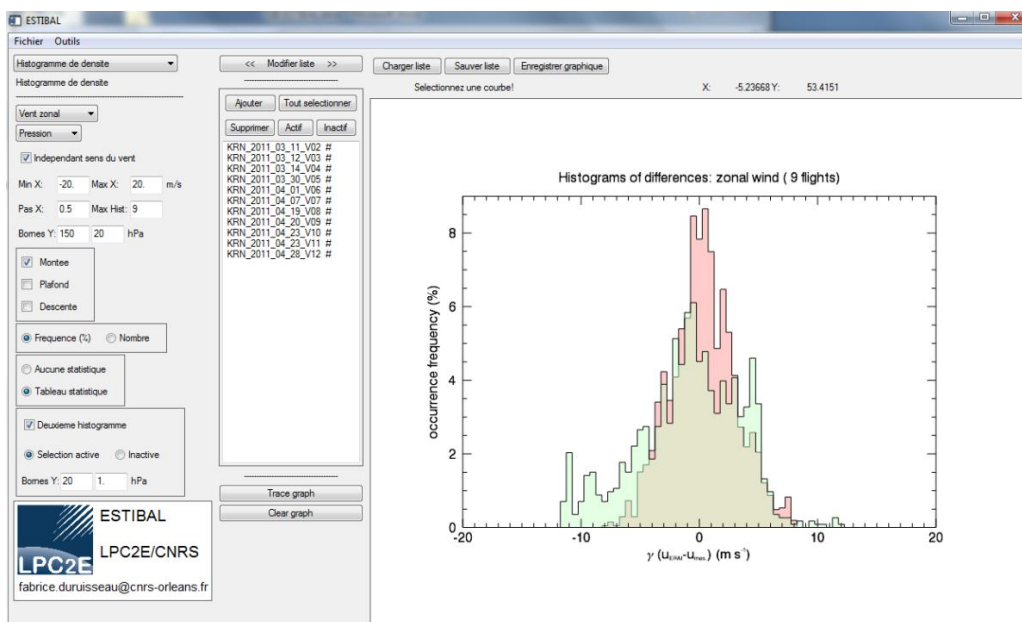 ESTIBAL
Fichier Outils
Histogramme de densite
Histogramme de densite
Vent zonal
Pression
Independant sens du vent
Min X: -20. Max X: 20. m/s
Pas X: 0.5 Max Hist: 9
Bornes Y: 150 20 hPa
Montee
Plafond
Descente
Frequence (%) Nombre
Aucune statistique
Tableau statistique
Deuxieme histogramme
Selection active Inactive
Bornes Y: 20 1. hPa
ESTIBAL
LPC2E/CNRS
LPC2E
fabrice.duruisseau@cnrs-orleans.fr
<< Modifier liste >>
Ajouter Tout selectionner
Supprimer Actif Inactif
KRN_2011_03_11_V02 #
KRN_2011_03_12_V03 #
KRN_2011_03_14_V04 #
KRN_2011_03_30_V05 #
KRN_2011_04_01_V06 #
KRN_2011_04_07_V07 #
KRN_2011_04_19_V08 #
KRN_2011_04_20_V09 #
KRN_2011_04_23_V10 #
KRN_2011_04_23_V11 #
KRN_2011_04_28_V12 #
Trace graph
Clear graph
Charger liste Sauver liste Enregistrer graphique
Selectionnez une courbe! X: -5.23668 Y: 53.4151
Histograms of differences: zonal wind ( 9 flights)
occurrence frequency (%)
8
6
4
2
0
-20 -10 0 10 20
γ (u_ERAI-u_mes.) (m s⁻¹)